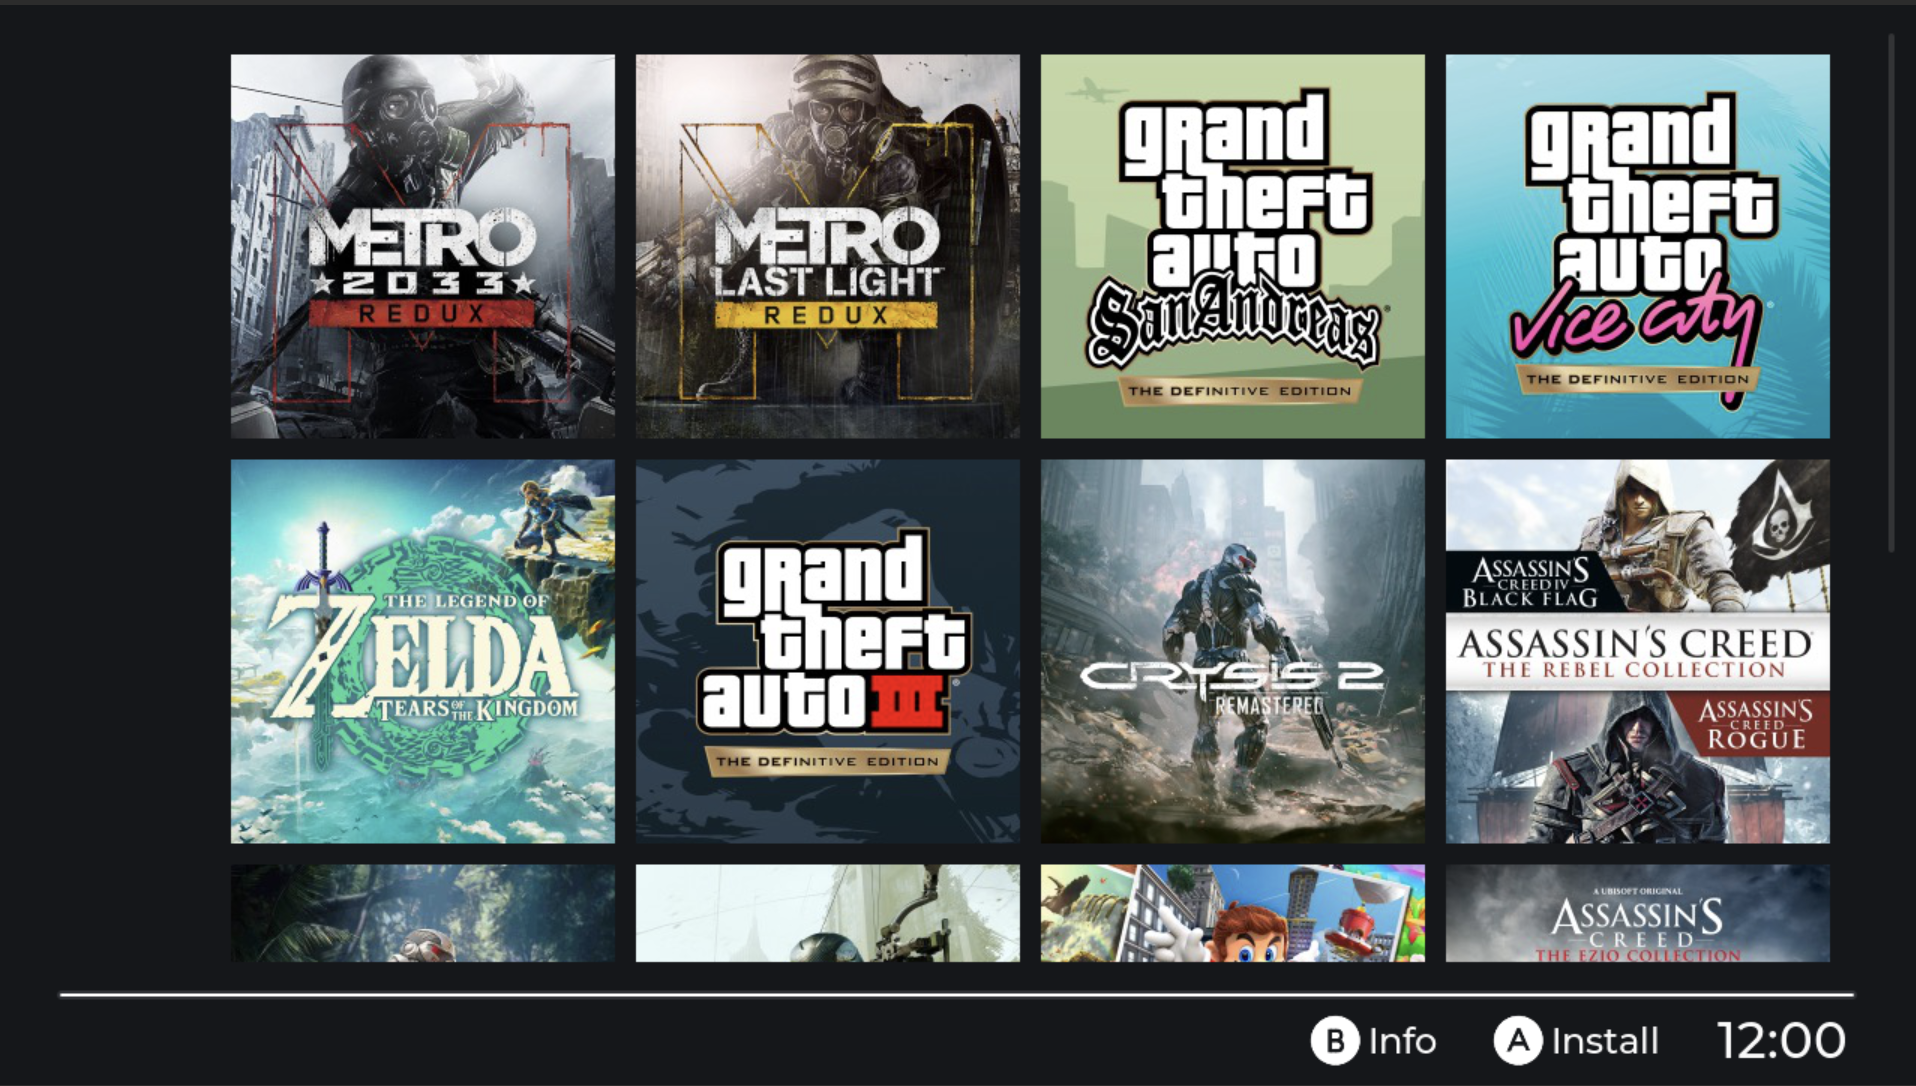 METRO
2033
REDUX
METRO
LAST LIGHT
REDUX
grand
theft
auto
San Andreas
THE DEFINITIVE EDITION
grand
theft
auto
vice city
THE DEFINITIVE EDITION
THE LEGEND OF
ZELDA
TEARS OF THE KINGDOM
grand
theft
auto III
THE DEFINITIVE EDITION
CRYSIS 2
REMASTERED
ASSASSIN'S
CREED IV
BLACK FLAG
ASSASSIN'S CREED
THE REBEL COLLECTION
ASSASSIN'S
CREED
ROGUE
A UBISOFT ORIGINAL
ASSASSIN'S
CREED
THE EZIO COLLECTION
B Info
A Install
12:00